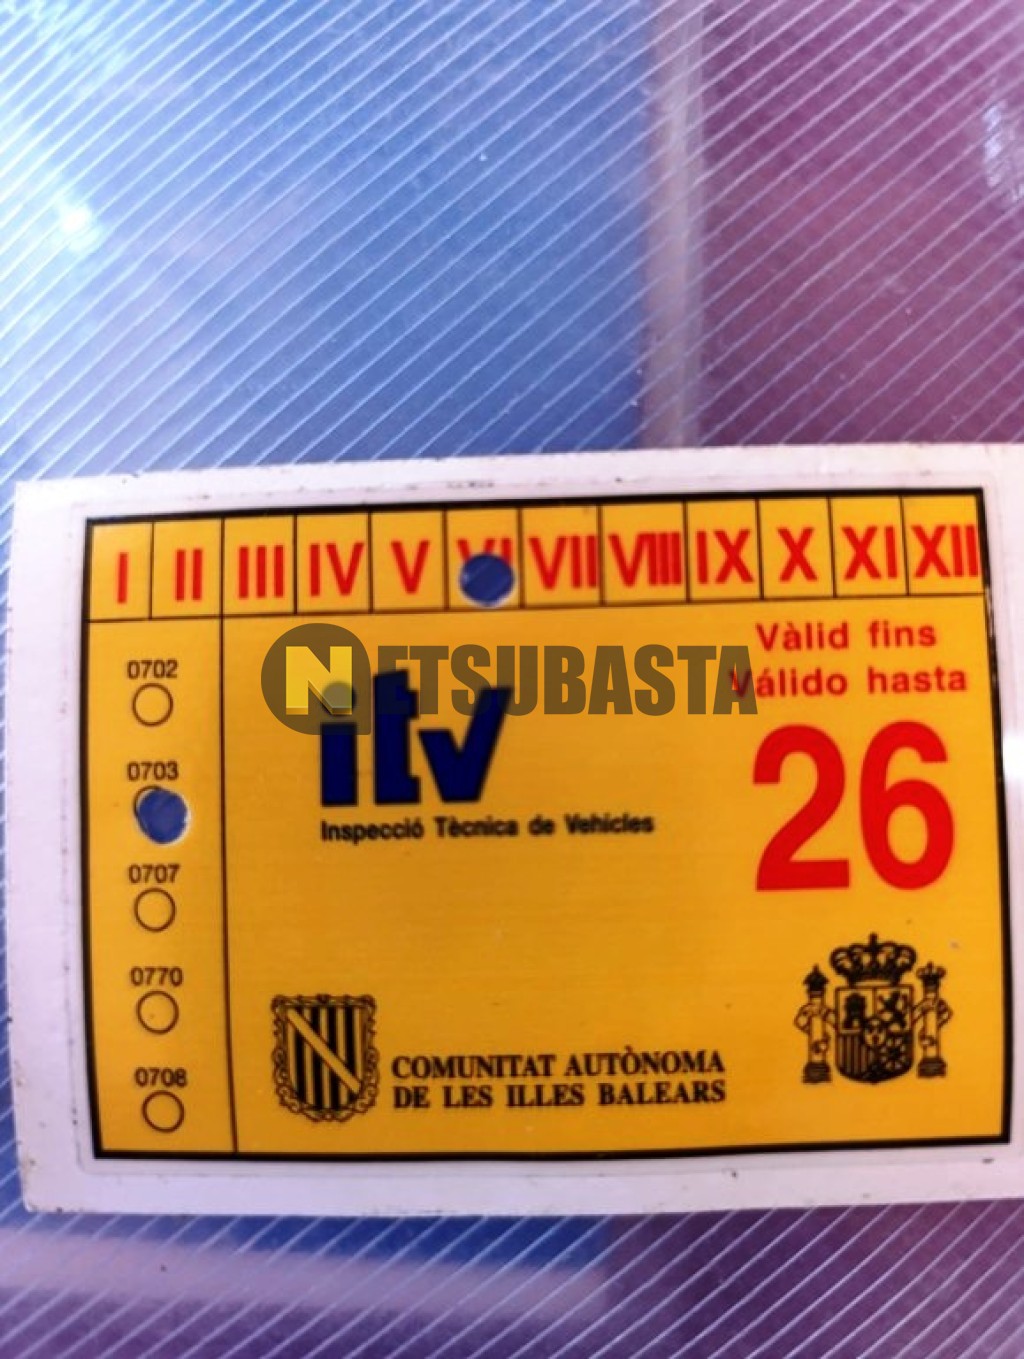 I II III IV V VI VII VIII IX X XI XII
Vàlid fins
Válido hasta
26
0702
0703
0707
0770
0708
NETSUBASTA
itv
Inspecció Tècnica de Vehicles
COMUNITAT AUTÒNOMA
DE LES ILLES BALEARS